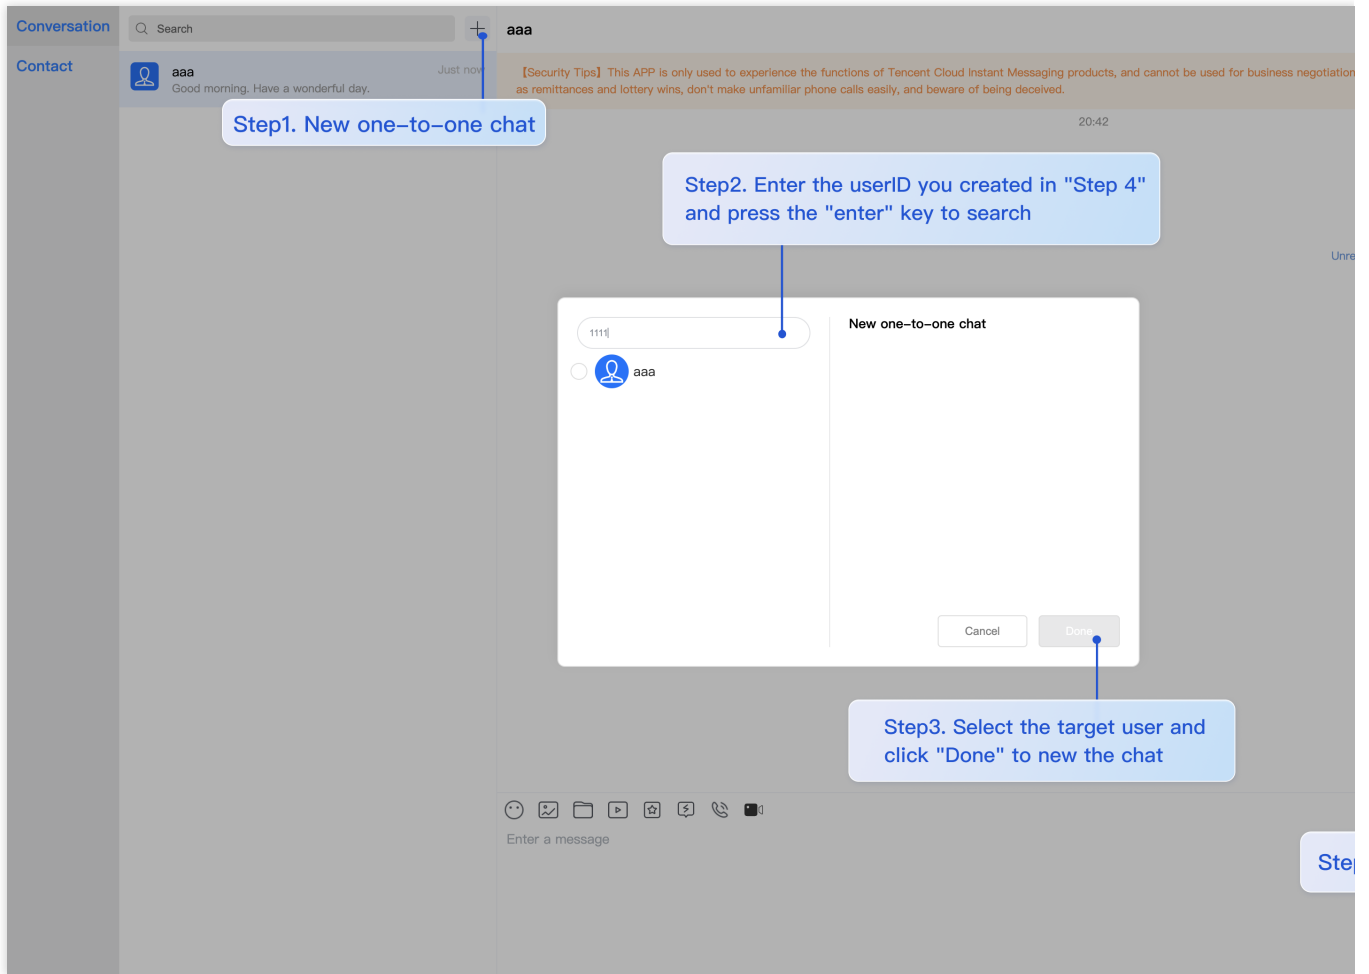 Conversation
Search
aaa
Contact
aaa
Just now
Good morning. Have a wonderful day.
【Security Tips】This APP is only used to experience the functions of Tencent Cloud Instant Messaging products, and cannot be used for business negotiation
as remittances and lottery wins, don't make unfamiliar phone calls easily, and beware of being deceived.
Step1. New one-to-one chat
20:42
Step2. Enter the userID you created in "Step 4"
and press the "enter" key to search
Unre
1111
New one-to-one chat
aaa
Cancel
Done
Step3. Select the target user and
click "Done" to new the chat
Enter a message
Step